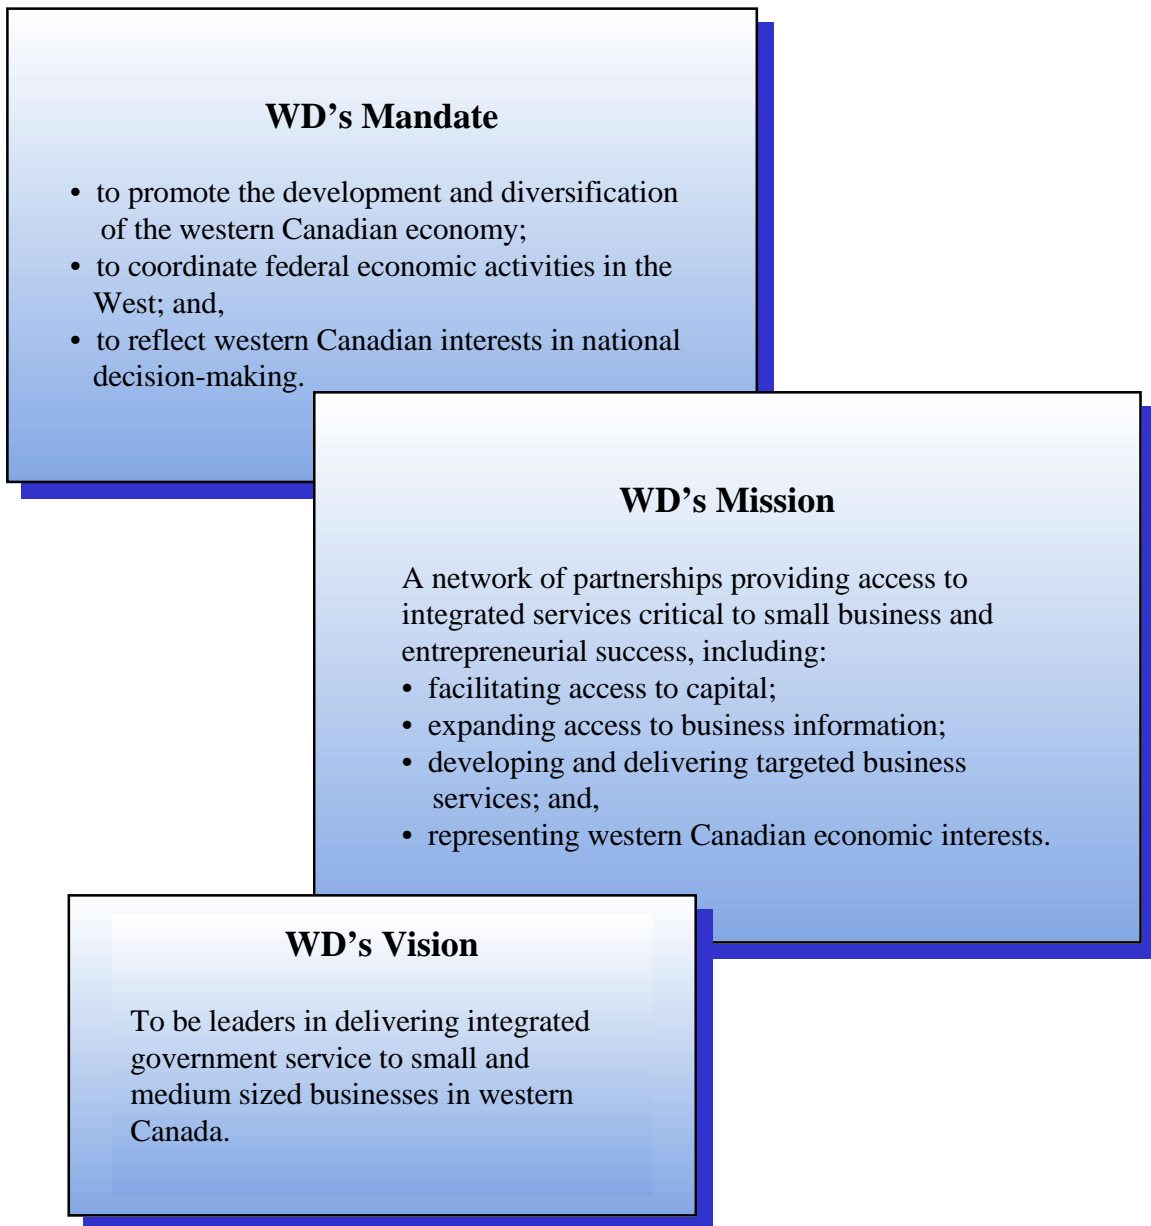 WD’s Mandate
• to promote the development and diversification
of the western Canadian economy;
• to coordinate federal economic activities in the
West; and,
• to reflect western Canadian interests in national
decision-making.
WD’s Mission
A network of partnerships providing access to
integrated services critical to small business and
entrepreneurial success, including:
• facilitating access to capital;
• expanding access to business information;
• developing and delivering targeted business
services; and,
• representing western Canadian economic interests.
WD’s Vision
To be leaders in delivering integrated
government service to small and
medium sized businesses in western
Canada.